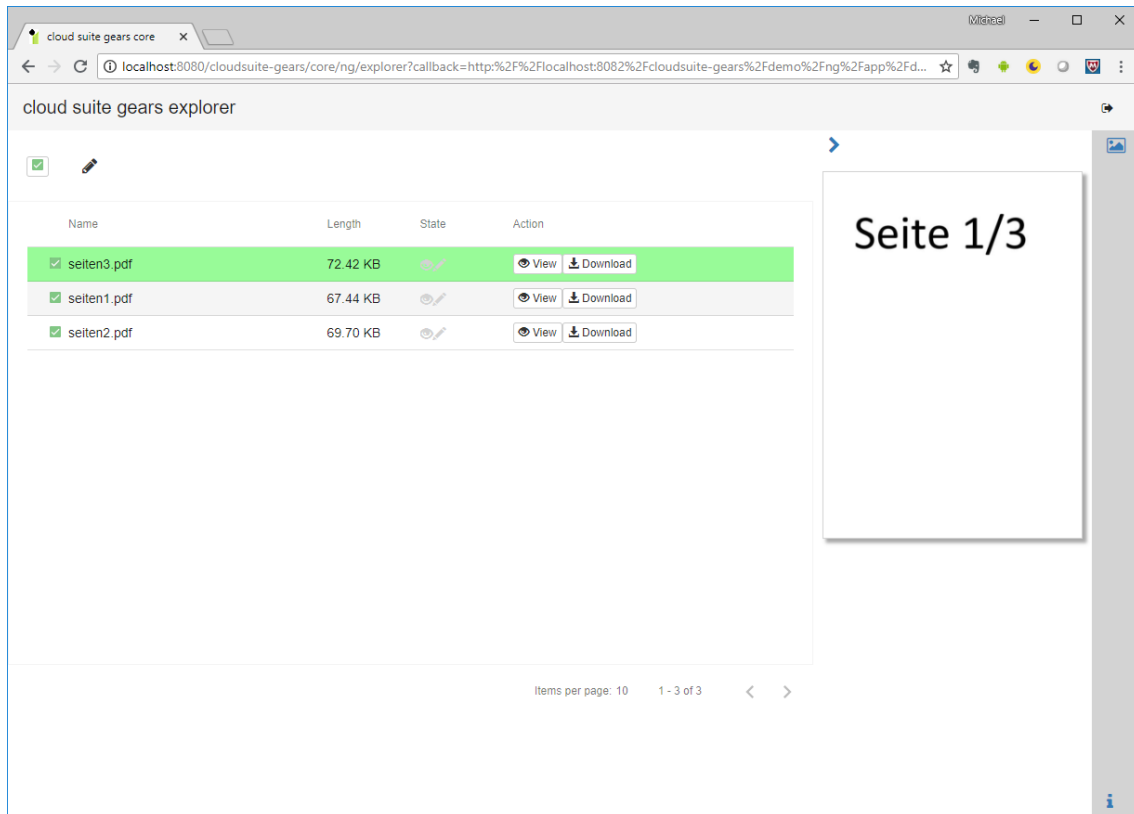 Michael
cloud suite gears core
localhost:8080/cloudsuite-gears/core/ng/explorer?callback=http:%2F%2Flocalhost:8082%2Fcloudsuite-gears%2Fdemo%2Fng%2Fapp%2Fd...
cloud suite gears explorer
Name Length State Action
seiten3.pdf 72.42 KB View Download
seiten1.pdf 67.44 KB View Download
seiten2.pdf 69.70 KB View Download
Seite 1/3
Items per page: 10 1 - 3 of 3